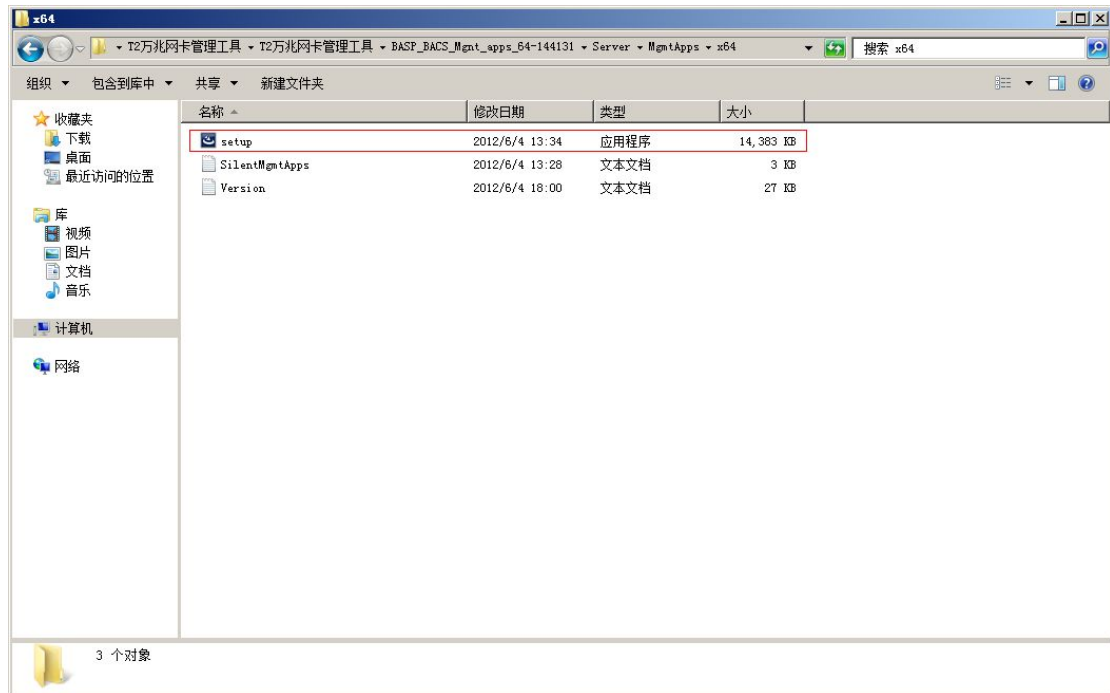 x64
T2万兆网卡管理工具 T2万兆网卡管理工具 BASP_BACS_Mgnt_apps_64-144131 Server MgmtApps x64 搜索 x64
组织 包含到库中 共享 新建文件夹
名称 修改日期 类型 大小
setup 2012/6/4 13:34 应用程序 14,383 KB
SilentMgmtApps 2012/6/4 13:28 文本文档 3 KB
Version 2012/6/4 18:00 文本文档 27 KB
收藏夹
下载
桌面
最近访问的位置
库
视频
图片
文档
音乐
计算机
网络
3 个对象